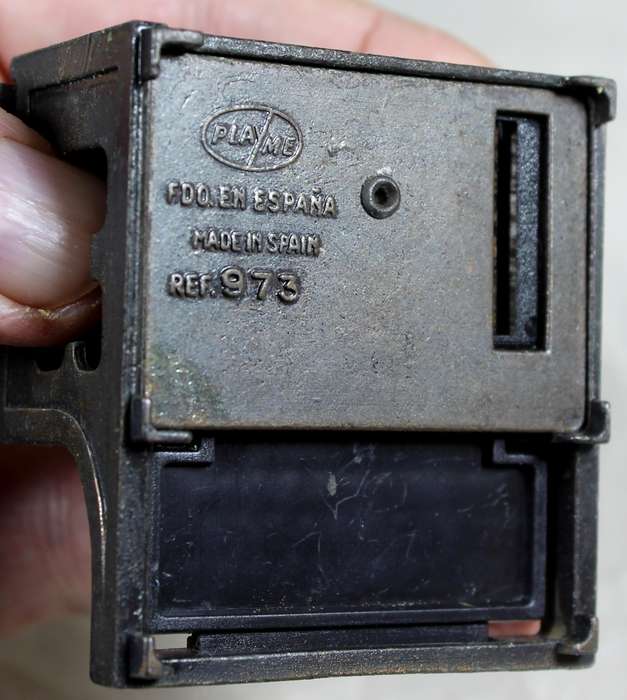 PLAYME
FDO. EN ESPAÑA
MADE IN SPAIN
REF. 973